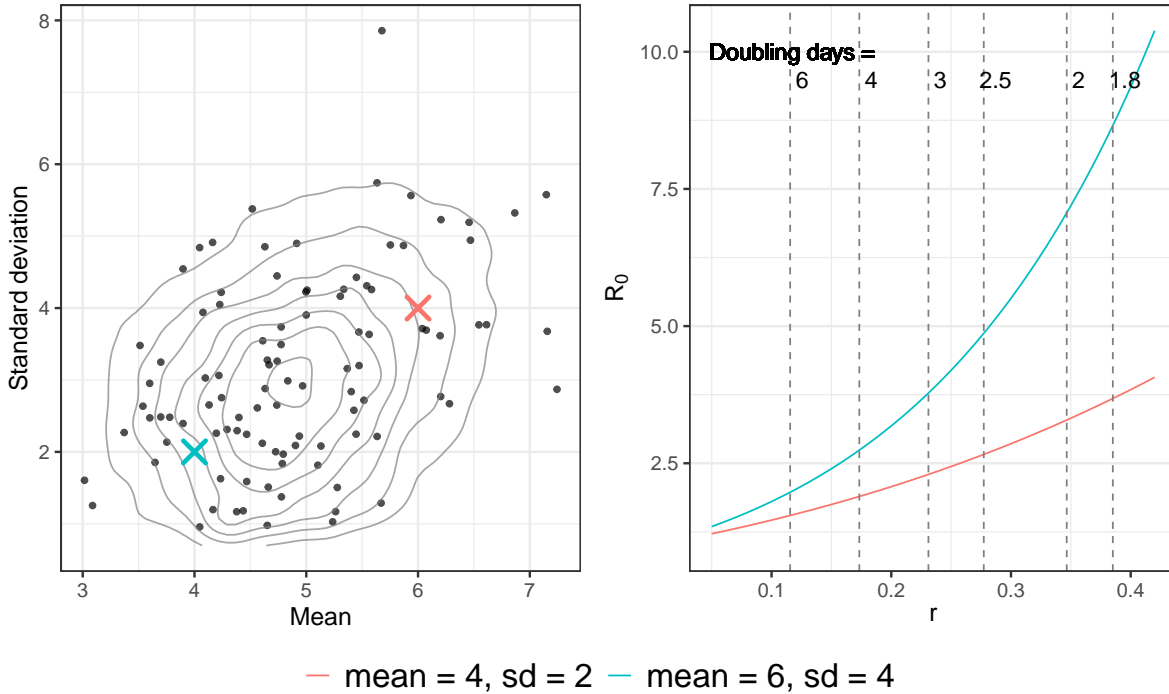 8
6
4
2
Standard deviation
3 4 5 6 7
Mean
10.0
7.5
5.0
2.5
R0
Doubling days =
6 4 3 2.5 2 1.8
0.1 0.2 0.3 0.4
r
mean = 4, sd = 2 mean = 6, sd = 4